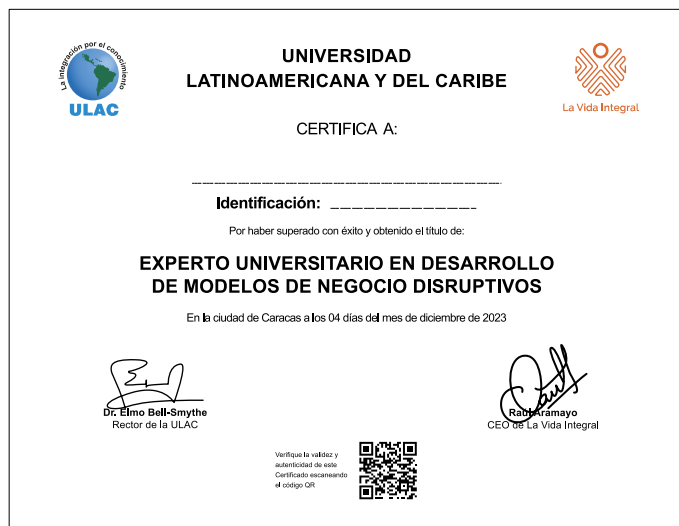 La integración por el conocimiento
ULAC
UNIVERSIDAD
LATINOAMERICANA Y DEL CARIBE
La Vida Integral
CERTIFICA A:
Identificación:
Por haber superado con éxito y obtenido el título de:
EXPERTO UNIVERSITARIO EN DESARROLLO
DE MODELOS DE NEGOCIO DISRUPTIVOS
En la ciudad de Caracas a los 04 días del mes de diciembre de 2023
Dr. Elmo Bell-Smythe
Rector de la ULAC
Raul Aramayo
CEO de La Vida Integral
Verifique la validez y
autenticidad de este
Certificado escaneando
el código QR